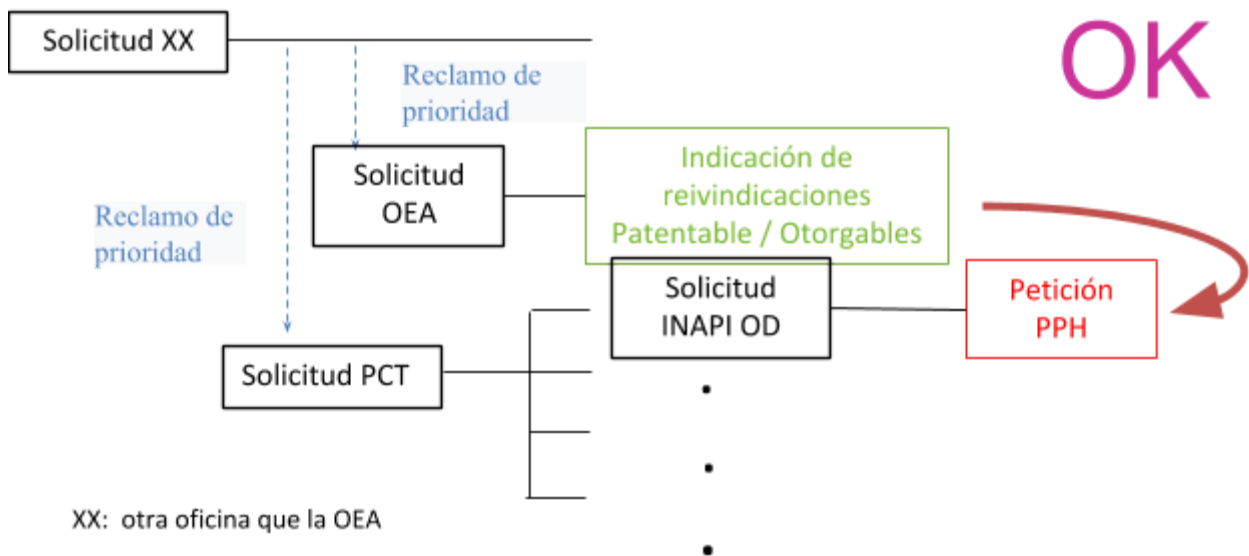 Solicitud XX
OK
Reclamo de
prioridad
Solicitud
OEA
Indicación de
reivindicaciones
Patentable / Otorgables
Reclamo de
prioridad
Solicitud
INAPI OD
Petición
PPH
Solicitud PCT
XX: otra oficina que la OEA